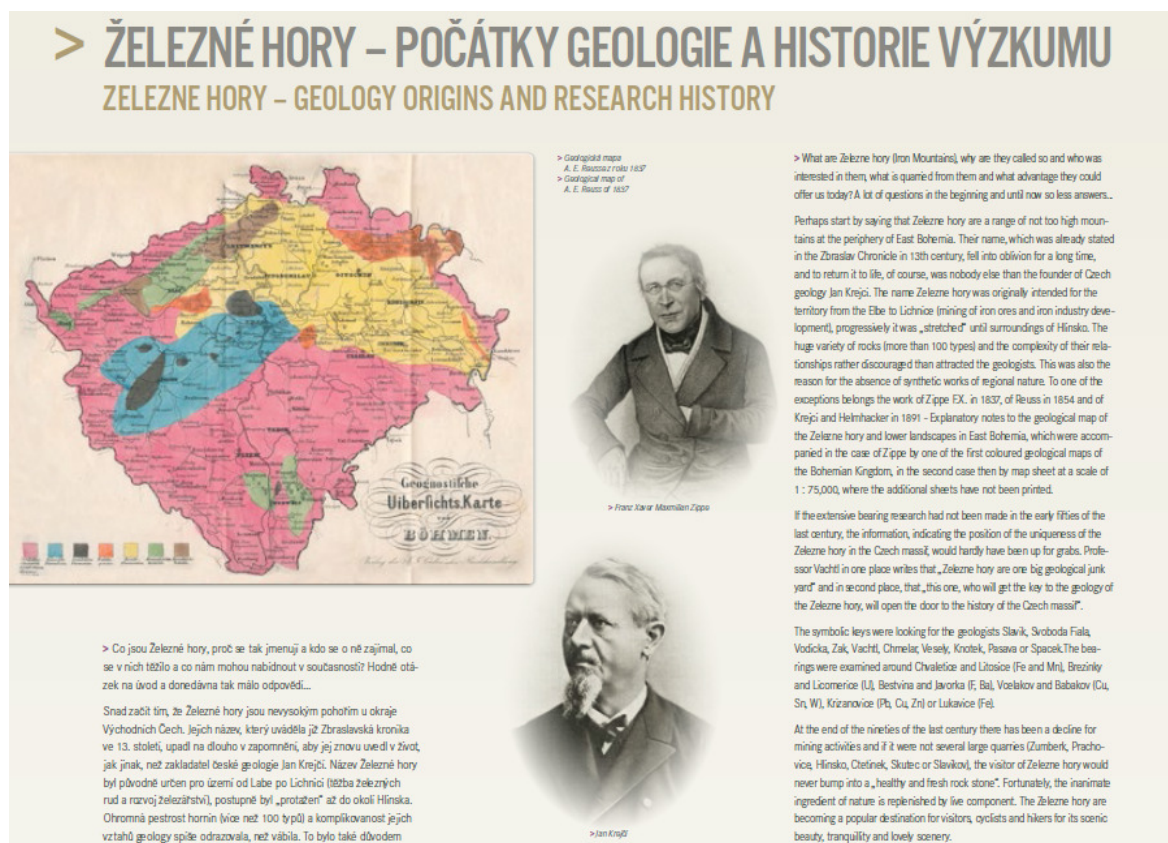 > ŽELEZNÉ HORY – POČÁTKY GEOLOGIE A HISTORIE VÝZKUMU
ZELEZNE HORY – GEOLOGY ORIGINS AND RESEARCH HISTORY
> Geologická mapa
A. E. Reusse z roku 1837
> Geological map of
A. E. Reuss of 1837
Geognostische
Uibersichts Karte
von
BÖHMEN.
> Franz Xaver Maxmilian Zippe
> Jan Krejčí
> Co jsou Železné hory, proč se tak jmenují a kdo se o ně zajímal, co
se v nich těžilo a co nám mohou nabídnout v současnosti? Hodně otá-
zek na úvod a donedávna tak málo odpovědí...
Snad začít tím, že Železné hory jsou nevysokým pohořím u okraje
Východních Čech. Jejich název, který uváděla již Zbraslavská kronika
ve 13. století, upadl na dlouho v zapomnění, aby jej znovu uvedl v život,
jak jinak, než zakladatel české geologie Jan Krejčí. Název Železné hory
byl původně určen pro území od Labe po Lichnici (těžba železných
rud a rozvoj železářství), postupně byl „protažen" až do okolí Hlinska.
Ohromná pestrost hornin (více než 100 typů) a komplikovanost jejich
vztahů geology spíše odrazovala, než vábila. To bylo také důvodem
> What are Zelezne hory (Iron Mountains), why are they called so and who was
interested in them, what is quarried from them and what advantage they could
offer us today? A lot of questions in the beginning and until now so less answers...
Perhaps start by saying that Zelezne hory are a range of not too high moun-
tains at the periphery of East Bohemia. Their name, which was already stated
in the Zbraslav Chronicle in 13th century, fell into oblivion for a long time,
and to return it to life, of course, was nobody else than the founder of Czech
geology Jan Krejci. The name Zelezne hory was originally intended for the
territory from the Elbe to Lichnice (mining of iron ores and iron industry deve-
lopment), progressively it was „stretched" until surroundings of Hlinsko. The
huge variety of rocks (more than 100 types) and the complexity of their rela-
tionships rather discouraged than attracted the geologists. This was also the
reason for the absence of synthetic works of regional nature. To one of the
exceptions belongs the work of Zippe F.X. in 1837, of Reuss in 1854 and of
Krejci and Helmhacker in 1891 – Explanatory notes to the geological map of
the Zelezne hory and lower landscapes in East Bohemia, which were accom-
panied in the case of Zippe by one of the first coloured geological maps of
the Bohemian Kingdom, in the second case then by map sheet at a scale of
1 : 75,000, where the additional sheets have not been printed.
If the extensive bearing research had not been made in the early fifties of the
last century, the information, indicating the position of the uniqueness of the
Zelezne hory in the Czech massif, would hardly have been up for grabs. Profe-
ssor Vachtl in one place writes that „Zelezne hory are one big geological junk
yard" and in second place, that „this one, who will get the key to the geology of
the Zelezne hory, will open the door to the history of the Czech massif".
The symbolic keys were looking for the geologists Slavik, Svoboda Fiala,
Vodicka, Zak, Vachtl, Chmelar, Vesely, Knotek, Pasava or Spacek.The bea-
rings were examined around Chvaletice and Litosice (Fe and Mn), Brezinky
and Licomerice (U), Bestvina and Javorka (F, Ba), Vcelakov and Babakov (Cu,
Sn, W), Krizanovice (Pb, Cu, Zn) or Lukavice (Fe).
At the end of the nineties of the last century there has been a decline for
mining activities and if it were not several large quarries (Zumberk, Pracho-
vice, Hlinsko, Ctetinek, Skutec or Slavikov), the visitor of Zelezne hory would
never bump into a „healthy and fresh rock stone". Fortunately, the inanimate
ingredient of nature is replenished by live component. The Zelezne hory are
becoming a popular destination for visitors, cyclists and hikers for its scenic
beauty, tranquillity and lovely scenery.